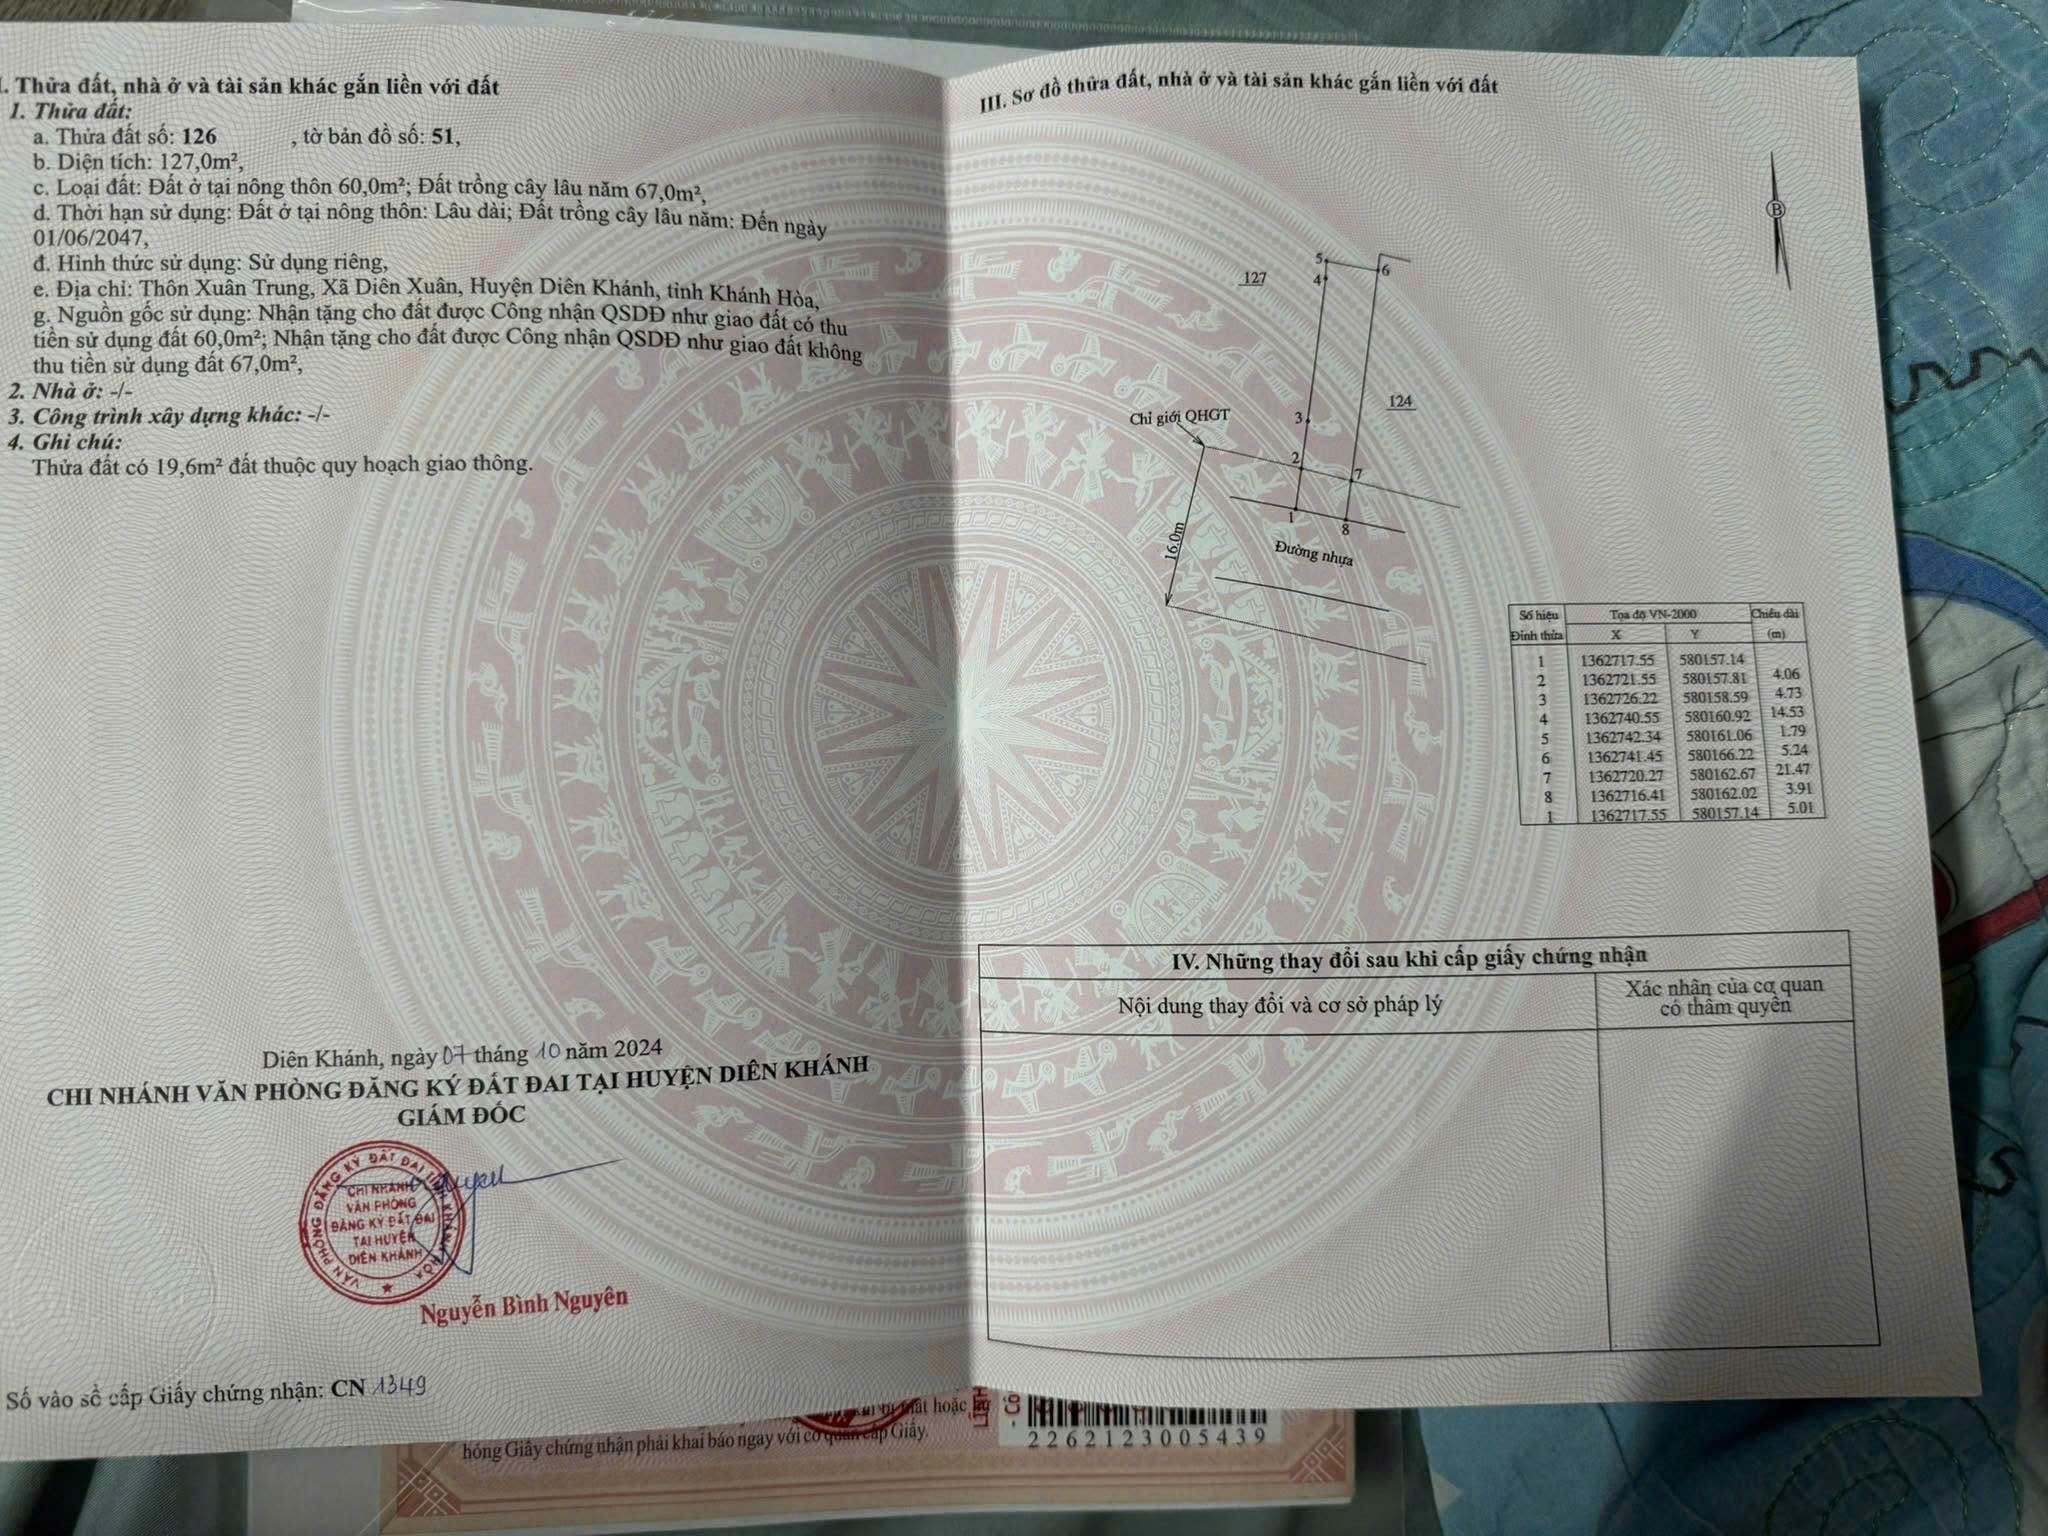 I. Thửa đất, nhà ở và tài sản khác gắn liền với đất
1. Thửa đất:
a. Thửa đất số: 126 , tờ bản đồ số: 51,
b. Diện tích: 127,0m²,
c. Loại đất: Đất ở tại nông thôn 60,0m²; Đất trồng cây lâu năm 67,0m²,
d. Thời hạn sử dụng: Đất ở tại nông thôn: Lâu dài; Đất trồng cây lâu năm: Đến ngày
01/06/2047,
đ. Hình thức sử dụng: Sử dụng riêng,
e. Địa chỉ: Thôn Xuân Trung, Xã Diên Xuân, Huyện Diên Khánh, tỉnh Khánh Hòa,
g. Nguồn gốc sử dụng: Nhận tặng cho đất được Công nhận QSDĐ như giao đất có thu
tiền sử dụng đất 60,0m²; Nhận tặng cho đất được Công nhận QSDĐ như giao đất không
thu tiền sử dụng đất 67,0m²,
2. Nhà ở: -/-
3. Công trình xây dựng khác: -/-
4. Ghi chú:
Thửa đất có 19,6m² đất thuộc quy hoạch giao thông.
Diên Khánh, ngày 07 tháng 10 năm 2024
CHI NHÁNH VĂN PHÒNG ĐĂNG KÝ ĐẤT ĐAI TẠI HUYỆN DIÊN KHÁNH
GIÁM ĐỐC
VĂN PHÒNG ĐĂNG KÝ ĐẤT ĐAI TỈNH KHÁNH HÒA
CHI NHÁNH
VĂN PHÒNG
ĐĂNG KÝ ĐẤT ĐAI
TẠI HUYỆN
DIÊN KHÁNH
Nguyễn Bình Nguyên
Số vào sổ cấp Giấy chứng nhận: CN 1349
III. Sơ đồ thửa đất, nhà ở và tài sản khác gắn liền với đất
B
127
5
4
6
124
3
Chỉ giới QHGT
2
7
1
8
16.0m
Đường nhựa
Số hiệu Tọa độ VN-2000 Chiều dài
Đỉnh thửa X Y (m)
1 1362717.55 580157.14
4.06
2 1362721.55 580157.81
4.73
3 1362726.22 580158.59
14.53
4 1362740.55 580160.92
1.79
5 1362742.34 580161.06
5.24
6 1362741.45 580166.22
21.47
7 1362720.27 580162.67
3.91
8 1362716.41 580162.02
5.01
1 1362717.55 580157.14
IV. Những thay đổi sau khi cấp giấy chứng nhận
Nội dung thay đổi và cơ sở pháp lý
Xác nhận của cơ quan
có thẩm quyền
mất hoặc hư
hỏng Giấy chứng nhận phải khai báo ngay với cơ quan cấp Giấy.
2262123005439